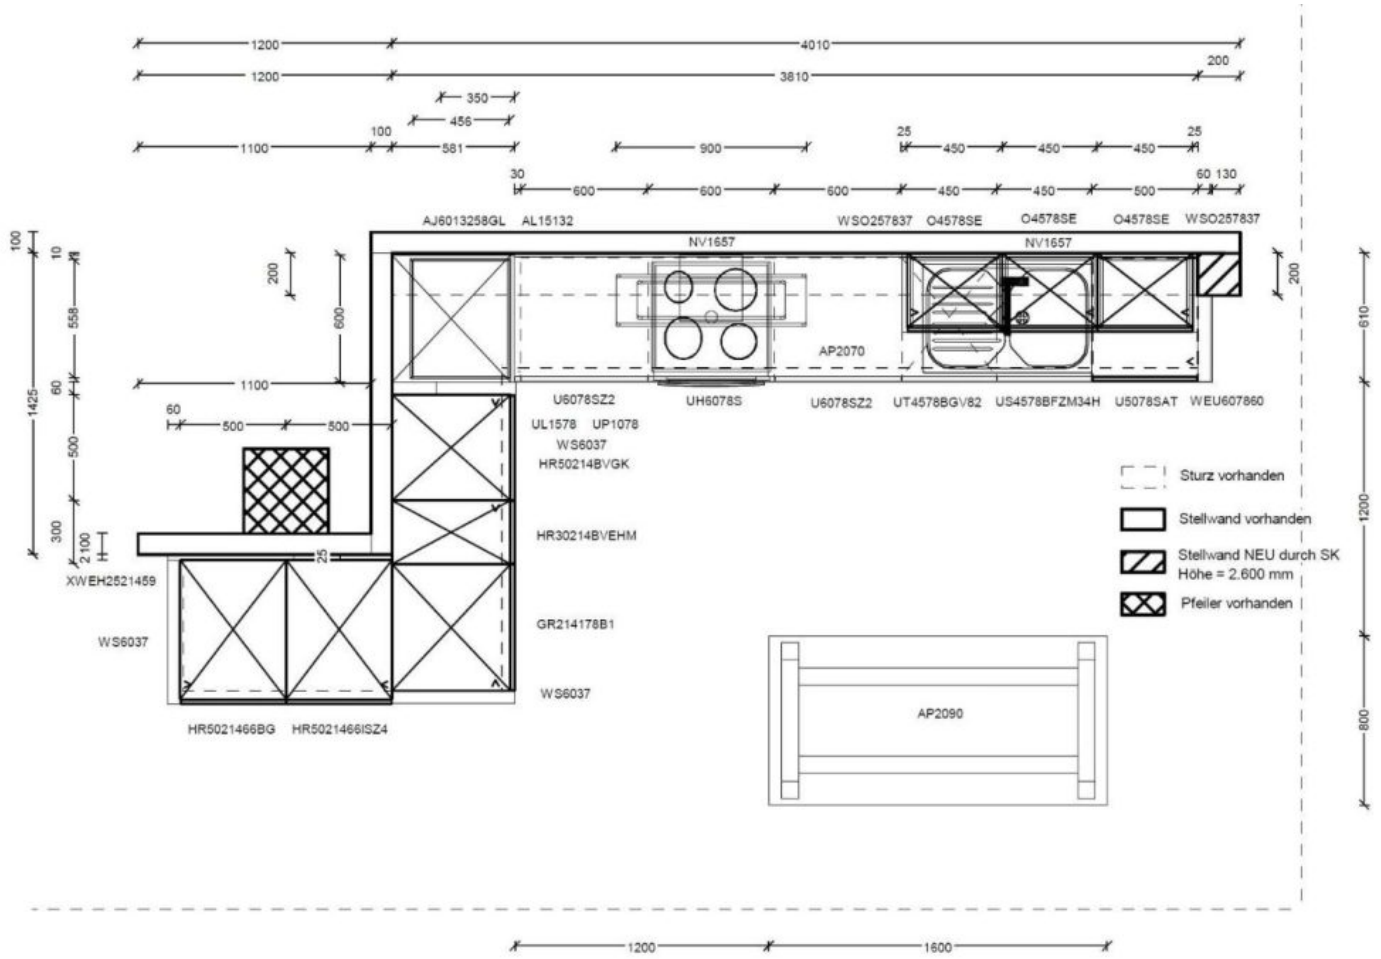 1200 4010
200
1200 3810
350
456
100 25 25
1100 581 900 450 450 450
30 60 130
600 600 600 450 450 500
AJ6013258GL AL15132 WSO257837 O4578SE O4578SE O4578SE WSO257837
100
NV1657 NV1657
10
200 200
558 600 610
AP2070
1100
60
1425
U6078SZ2 UH6078S U6078SZ2 UT4578BGV82 US4578BFZM34H U5078SAT WEU607860
60
500 500
UL1578 UP1078
WS6037
500
HR50214BVGK
Sturz vorhanden
1200
Stellwand vorhanden
300
HR30214BVEHM
2 100
25
Stellwand NEU durch SK
Höhe = 2.600 mm
XWEH2521459
Pfeiler vorhanden
GR214178B1
WS6037
WS6037
AP2090
800
HR5021466BG HR5021466ISZ4
1200 1600